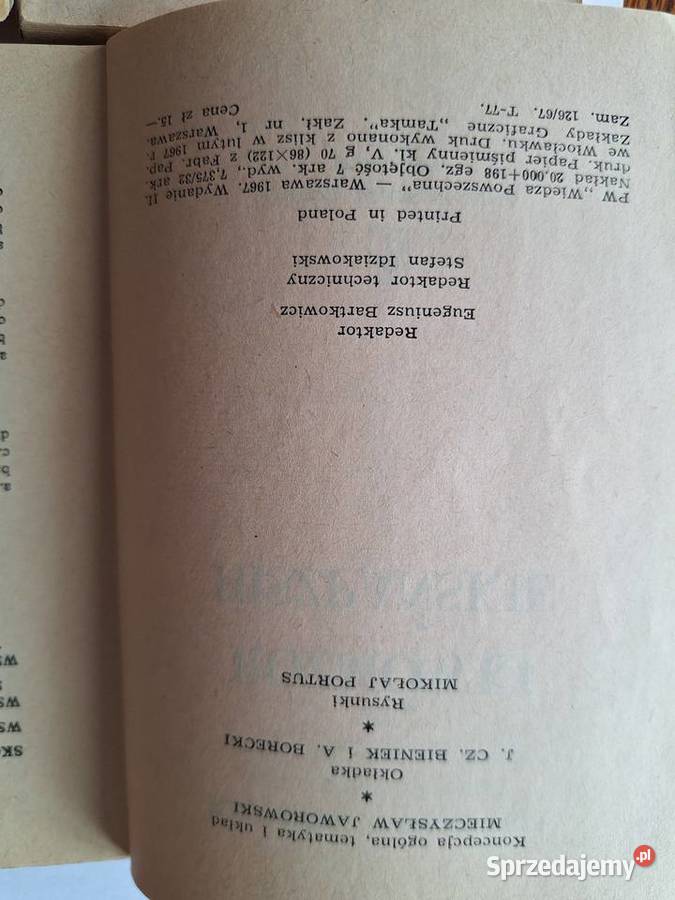 Koncepcja ogólna, tematyka i układ
MIECZYSŁAW JAWOROWSKI
*
Okładka
J. CZ. BIENIEK I A. BORECKI
*
Rysunki
MIKOŁAJ PORTUS
Redaktor
Eugeniusz Bartkowicz
Redaktor techniczny
Stefan Idziakowski
Printed in Poland
PW „Wiedza Powszechna” — Warszawa 1967. Wydanie II.
Nakład 20.000+198 egz. Objętość 7 ark. wyd., 7,375/32 ark.
druk. Papier piśmienny kl. V, g 70 (86×122) z Fabr. Pap.
we Włocławku. Druk wykonano z klisz w lutym 1967 r.
Zakłady Graficzne „Tamka”. Zakł. nr 1, Warszawa.
Zam. 126/67. T-77. Cena zł 15.—
Sprzedajemy.pl